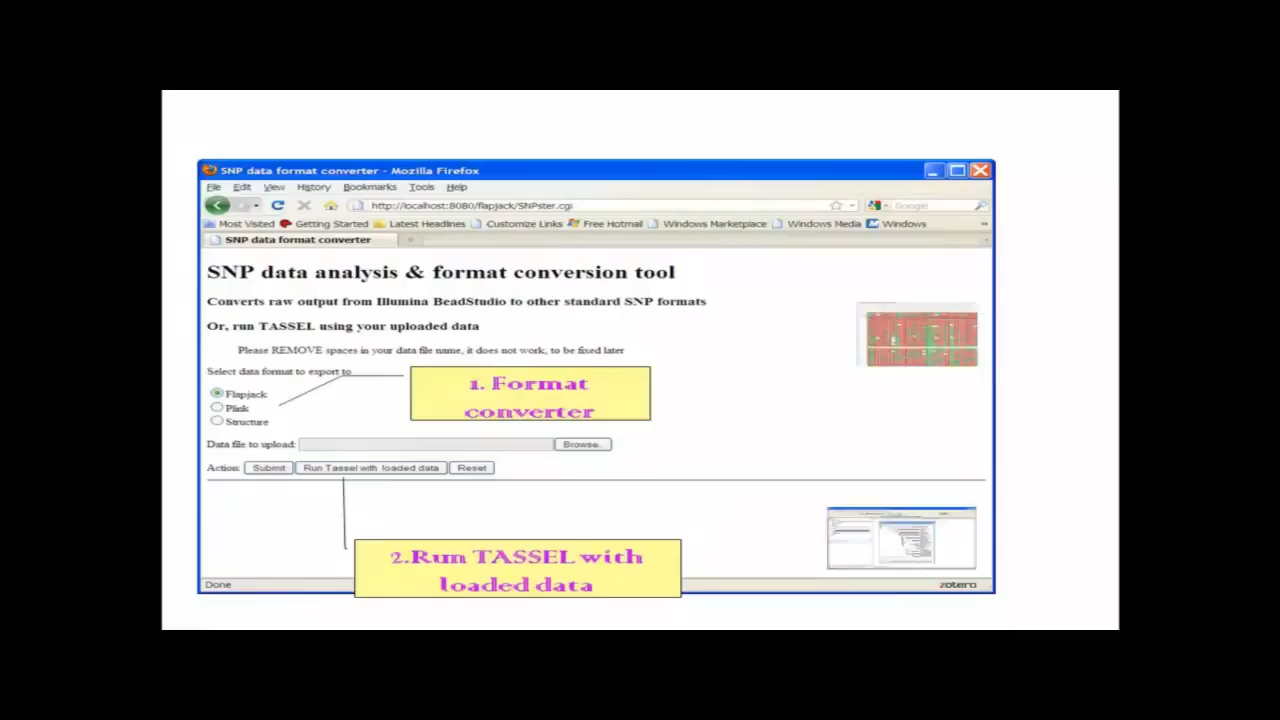 SNP data format converter - Mozilla Firefox
File Edit View History Bookmarks Tools Help
http://localhost:8080/flapjack/SNPster.cgi
Google
Most Visited Getting Started Latest Headlines Customize Links Free Hotmail Windows Marketplace Windows Media Windows
SNP data format converter
SNP data analysis & format conversion tool
Converts raw output from Illumina BeadStudio to other standard SNP formats
Or, run TASSEL using your uploaded data
Please REMOVE spaces in your data file name, it does not work, to be fixed later
Select data format to export to
Flapjack
Plink
Structure
1. Format
converter
Data file to upload: Browse..
Action: Submit Run Tassel with loaded data Reset
2.Run TASSEL with
loaded data
Done
zotero